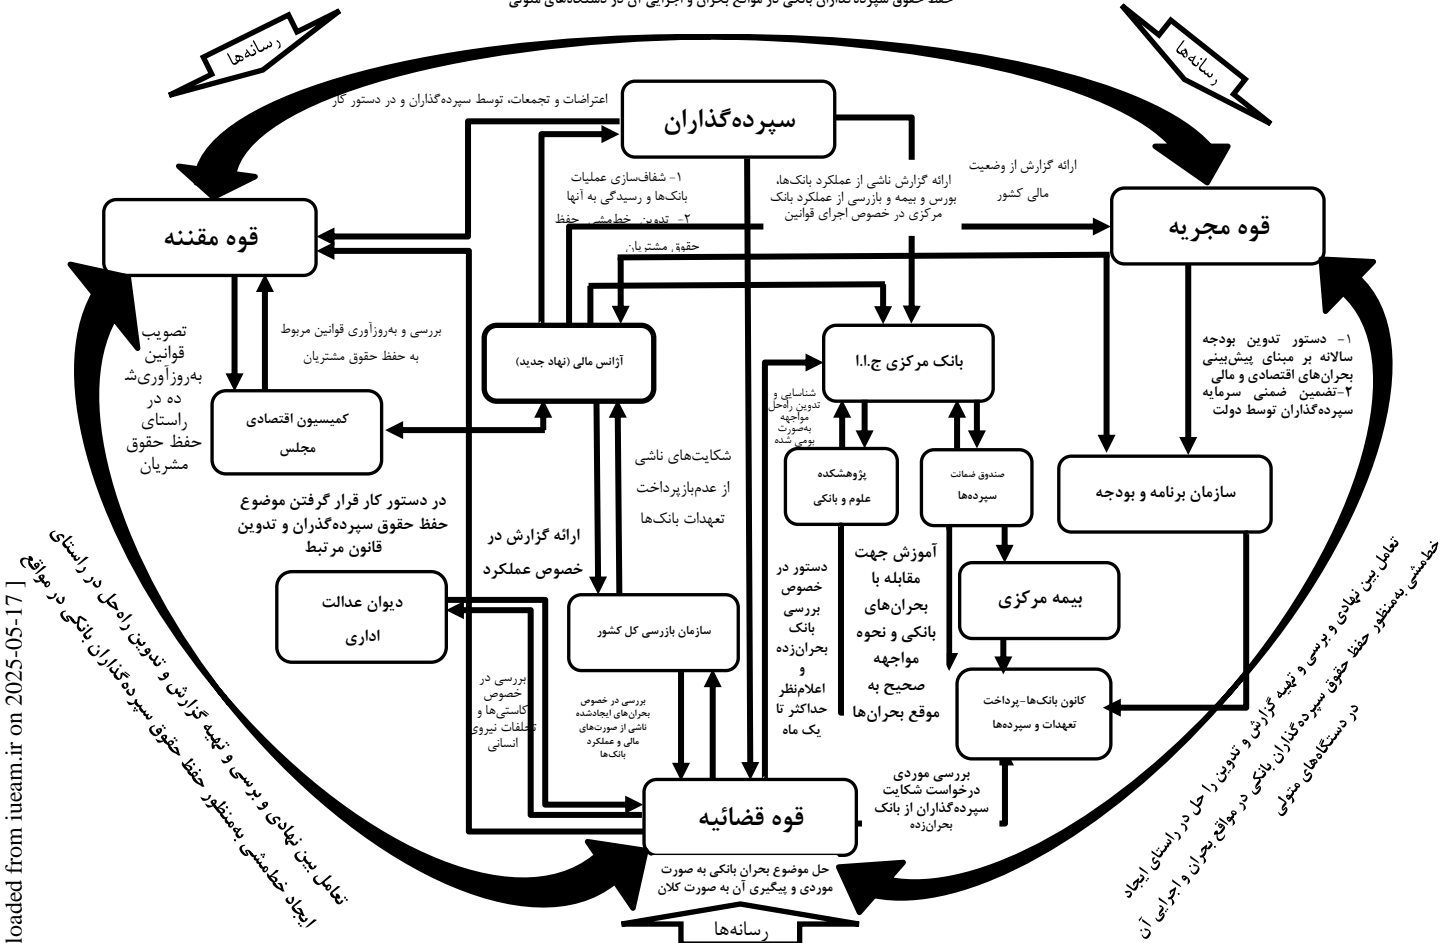 حفظ حقوق سپرده‌گذاران بانکی در مواقع بحران و اجرایی آن در دستگاه‌های متولی
رسانه‌ها
رسانه‌ها
اعتراضات و تجمعات، توسط سپرده‌گذاران و در دستور کار
سپرده‌گذاران
ارائه گزارش از وضعیت
مالی کشور
ارائه گزارش ناشی از عملکرد بانک‌ها،
بورس و بیمه و بازرسی از عملکرد بانک
مرکزی در خصوص اجرای قوانین
۱- شفاف‌سازی عملیات
بانک‌ها و رسیدگی به آنها
۲- تدوین خط‌مشی حفظ
حقوق مشتریان
قوه مجریه
قوه مقننه
تصویب
قوانین
به‌روزآوری‌ش
ده در
راستای
حفظ حقوق
مشریان
بررسی و به‌روزآوری قوانین مربوط
به حفظ حقوق مشتریان
آژانس مالی (نهاد جدید)
بانک مرکزی ج.ا.ا
۱- دستور تدوین بودجه
سالانه بر مبنای پیش‌بینی
بحران‌های اقتصادی و مالی
۲-تضمین ضمنی سرمایه
سپرده‌گذاران توسط دولت
شناسایی و
تدوین راه‌حل
مواجهه
به‌صورت
بومی شده
کمیسیون اقتصادی
مجلس
شکایت‌های ناشی
از عدم‌بازپرداخت
تعهدات بانک‌ها
پژوهشکده
علوم و بانکی
صندوق ضمانت
سپرده‌ها
سازمان برنامه و بودجه
در دستور کار قرار گرفتن موضوع
حفظ حقوق سپرده‌گذران و تدوین
قانون مرتبط
ارائه گزارش در
خصوص عملکرد
دستور در
خصوص
بررسی
بانک
بحران‌زده
و
اعلام‌نظر
حداکثر تا
یک ماه
آموزش جهت
مقابله با
بحران‌های
بانکی و نحوه
مواجهه
صحیح به
موقع بحران‌ها
بیمه مرکزی
دیوان عدالت
اداری
سازمان بازرسی کل کشور
کانون بانک‌ها-پرداخت
تعهدات و سپرده‌ها
بررسی در
خصوص
کاستی‌ها و
تخلفات نیروی
انسانی
بررسی در خصوص
بحران‌های ایجادشده
ناشی از صورت‌های
مالی و عملکرد
بانک‌ها
بررسی موردی
درخواست شکایت
سپرده‌گذاران از بانک
بحران‌زده
قوه قضائیه
حل موضوع بحران بانکی به صورت
موردی و پیگیری آن به صورت کلان
رسانه‌ها
تعامل بین نهادی و برسی و تهیه گزارش و تدوین راه‌حل در راستای
ایجاد خط‌مشی به‌منظور حفظ حقوق سپرده‌گذاران بانکی در مواقع
تعامل بین نهادی و برسی و تهیه گزارش و تدوین را حل در راستای ایجاد
خط‌مشی به‌منظور حفظ حقوق سپرده‌گذاران بانکی در مواقع بحران و اجرایی آن
در دستگاه‌های متولی
loaded from iueam.ir on 2025-05-17 ]